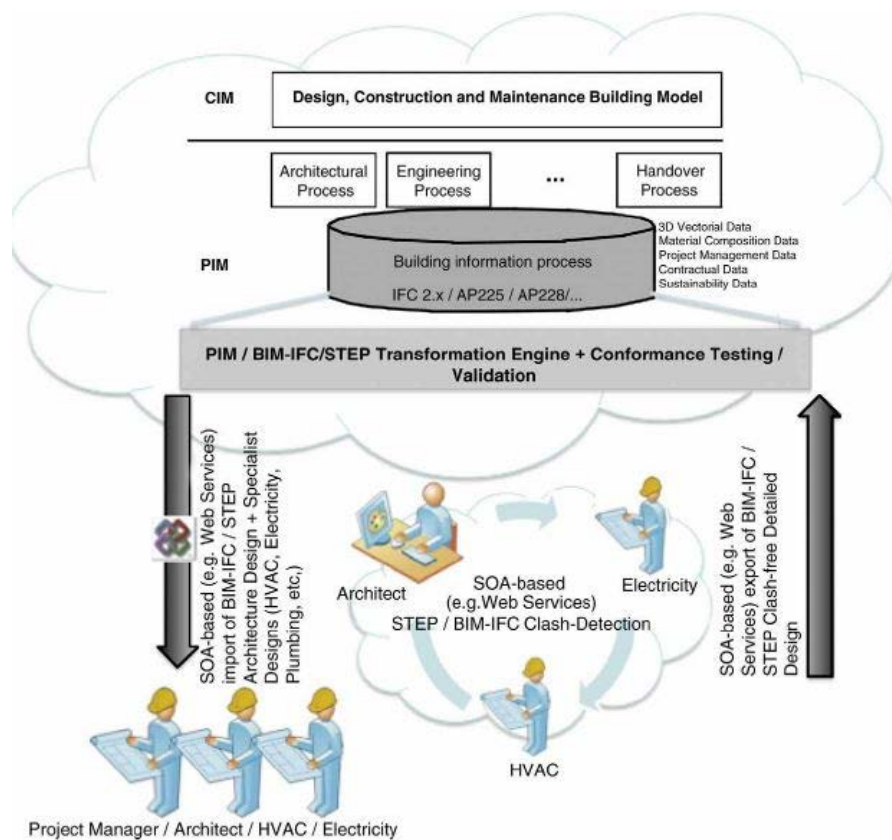 CIM
Design, Construction and Maintenance Building Model
Architectural
Process
Engineering
Process
...
Handover
Process
3D Vectorial Data
Material Composition Data
Project Management Data
Contractual Data
Sustainability Data
PIM
Building information process
IFC 2.x / AP225 / AP228/...
PIM / BIM-IFC/STEP Transformation Engine + Conformance Testing /
Validation
SOA-based (e.g. Web Services)
import of BIM-IFC / STEP
Architecture Design + Specialist
Designs (HVAC, Electricity,
Plumbing, etc,)
Architect
Electricity
SOA-based
(e.g.Web Services)
STEP / BIM-IFC Clash-Detection
HVAC
SOA-based (e.g. Web
Services) export of BIM-IFC /
STEP Clash-free Detailed
Design
Project Manager / Architect / HVAC / Electricity